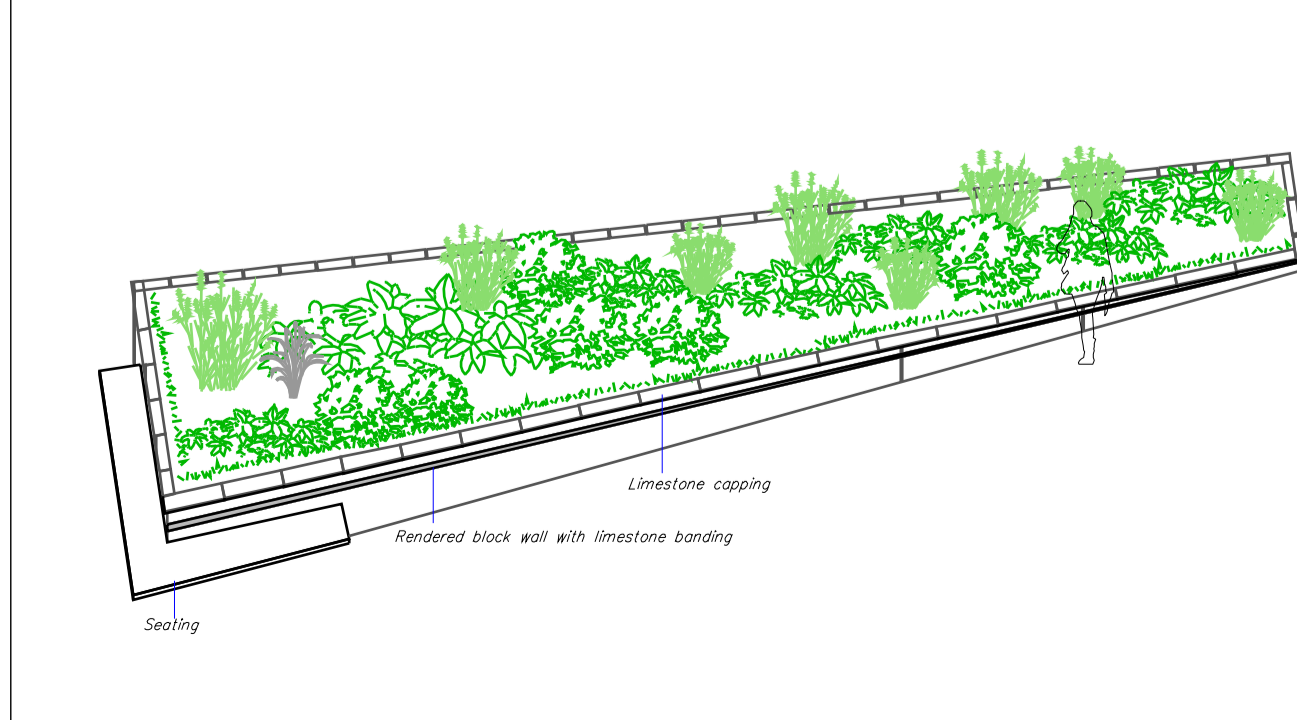 Limestone capping
Rendered block wall with limestone banding
Seating